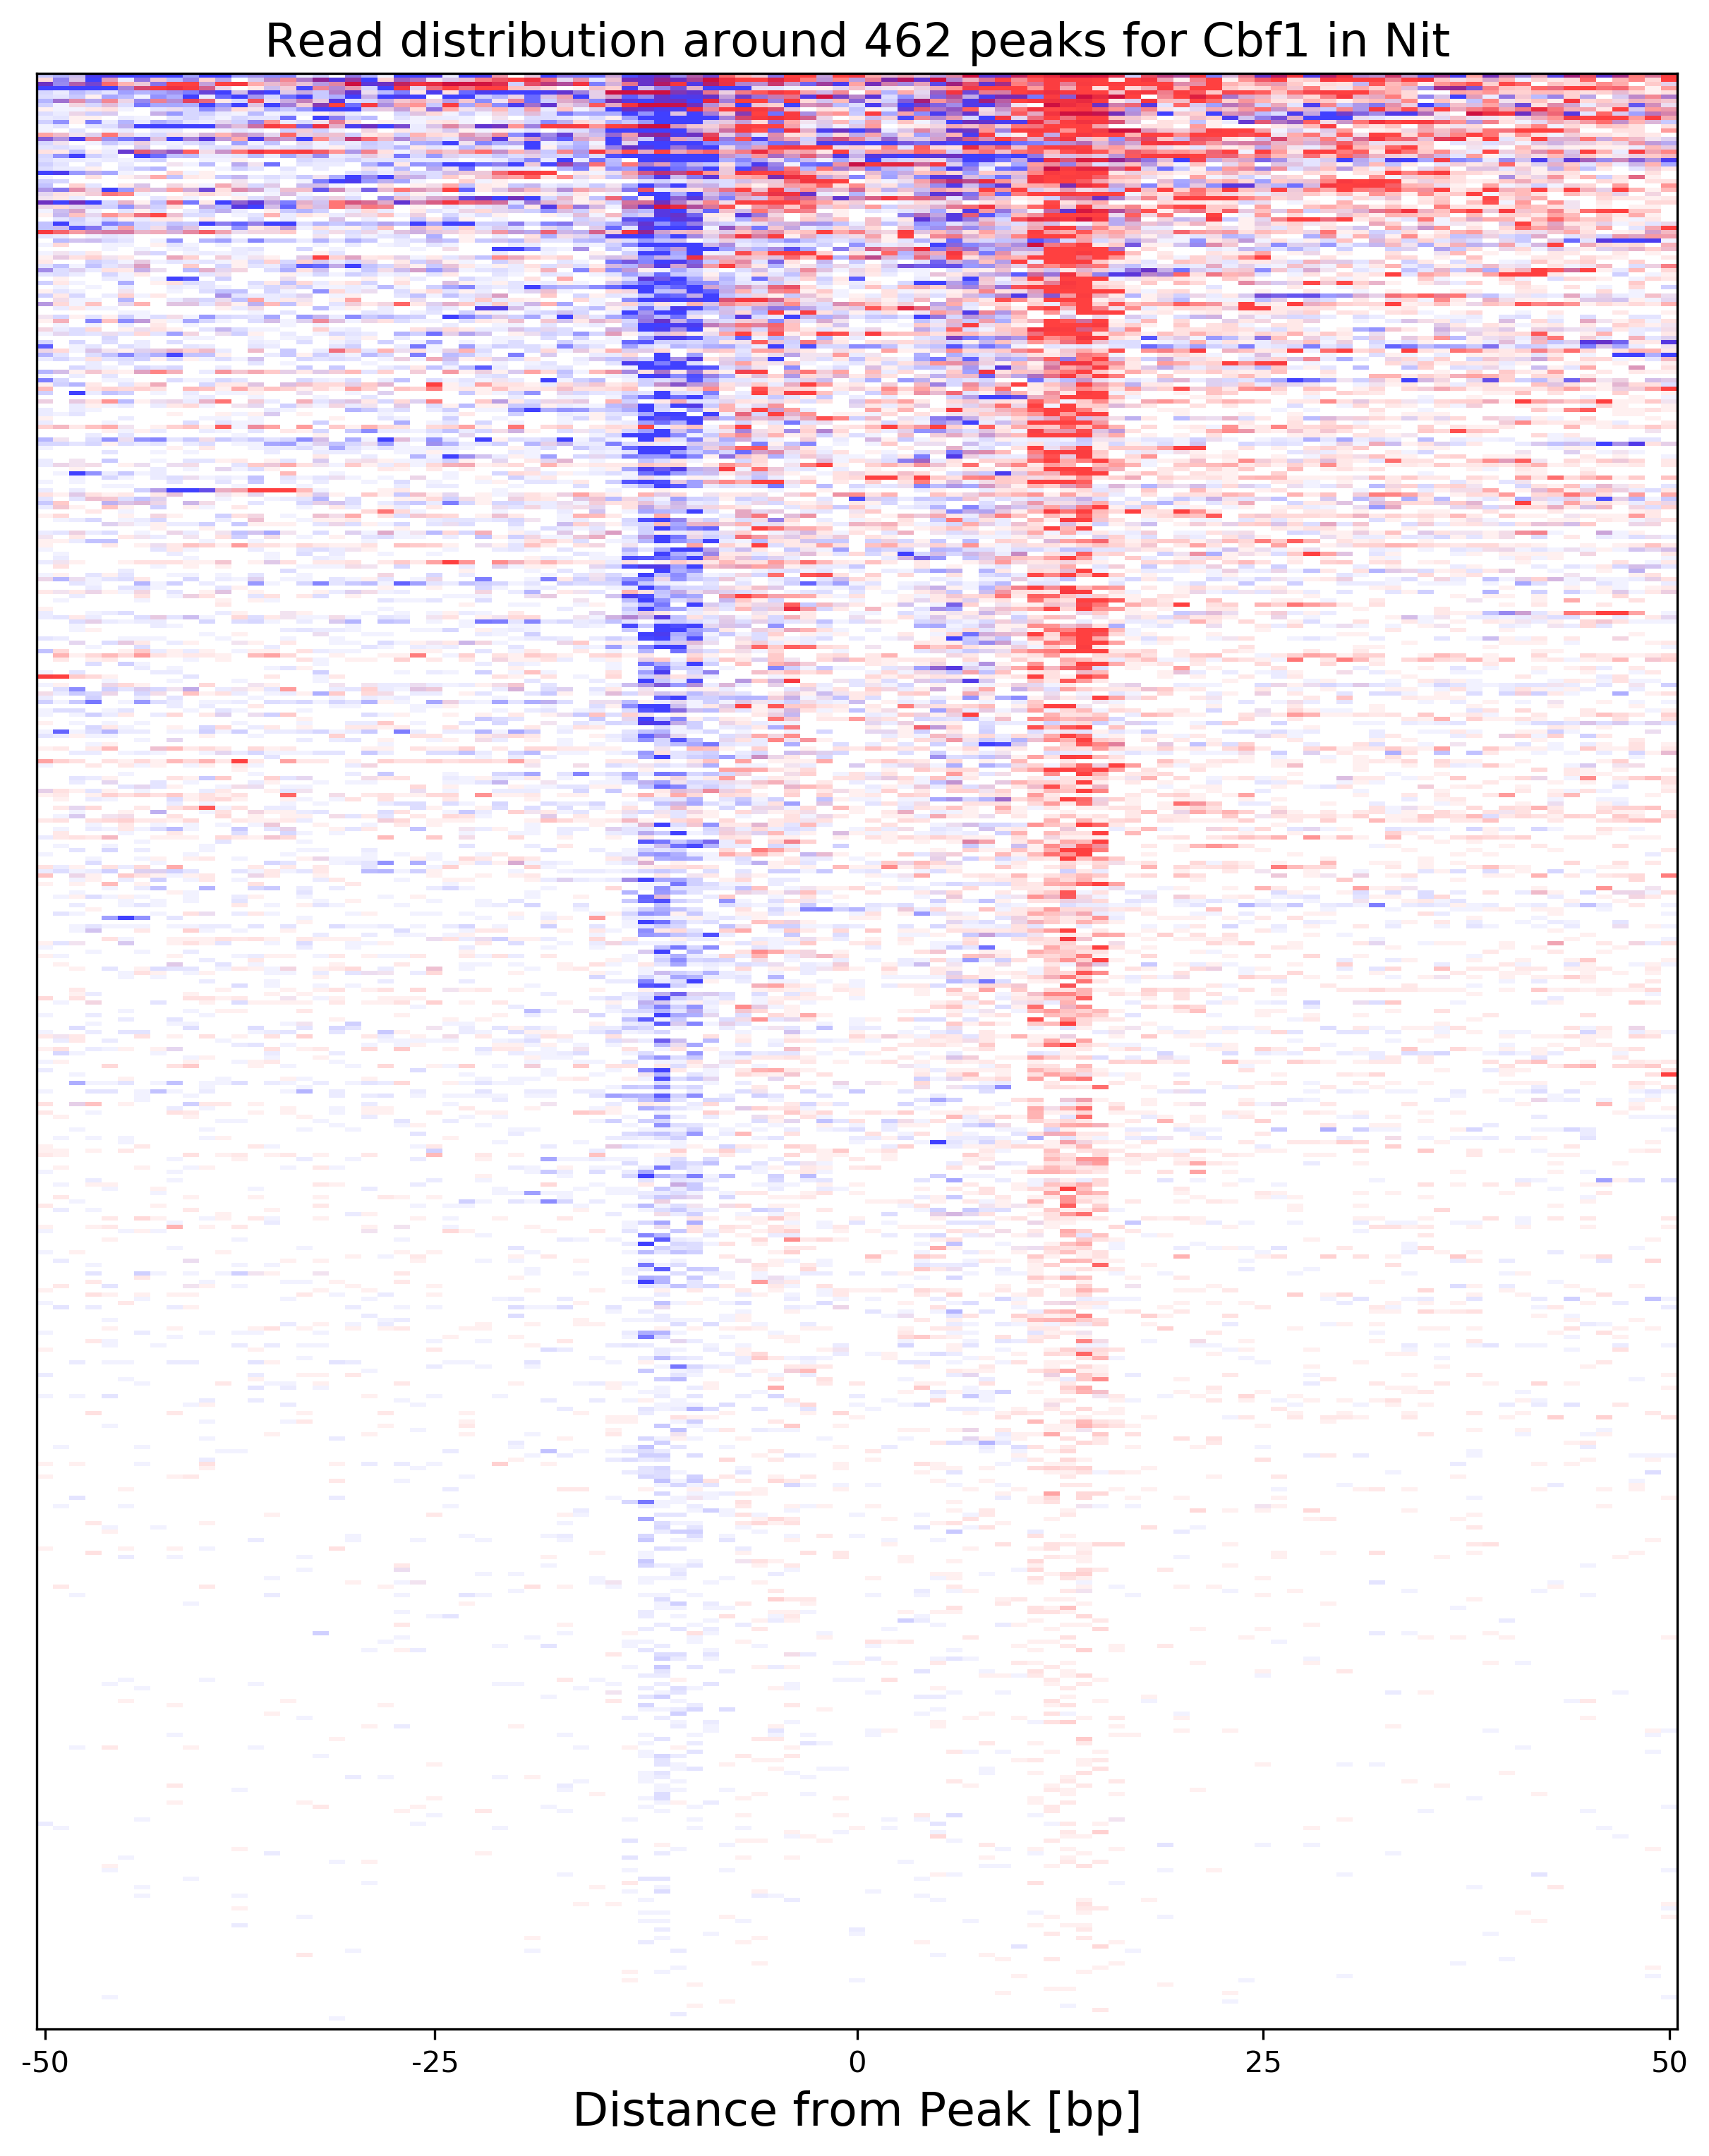 Read distribution around 462 peaks for Cbf1 in Nit
-50 -25 0 25 50
Distance from Peak [bp]